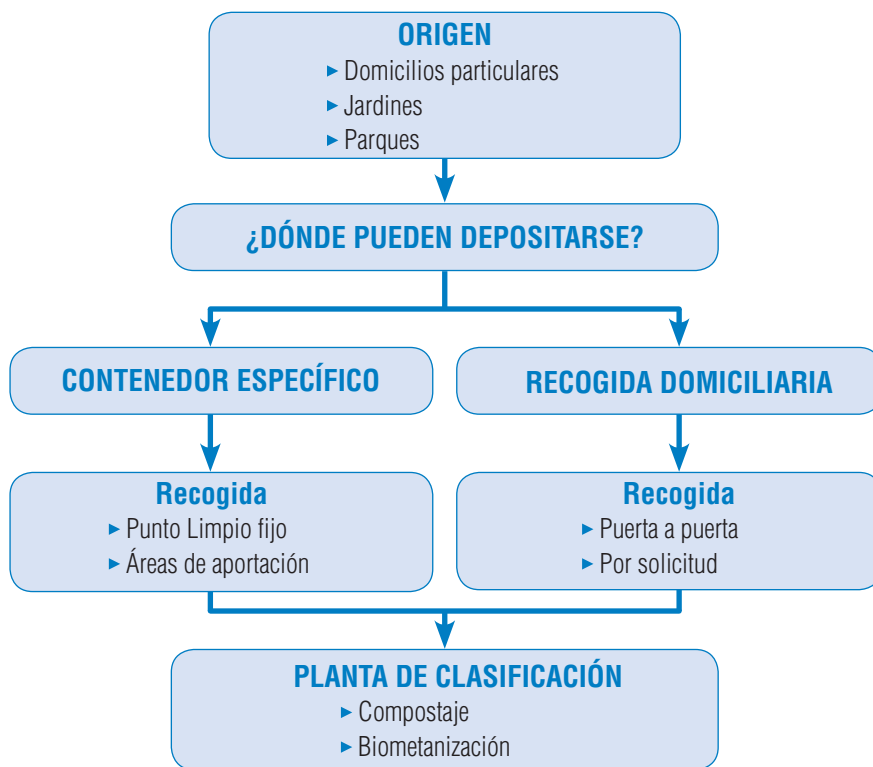 ORIGEN
▸ Domicilios particulares
▸ Jardines
▸ Parques
¿DÓNDE PUEDEN DEPOSITARSE?
CONTENEDOR ESPECÍFICO
RECOGIDA DOMICILIARIA
Recogida
▸ Punto Limpio fijo
▸ Áreas de aportación
Recogida
▸ Puerta a puerta
▸ Por solicitud
PLANTA DE CLASIFICACIÓN
▸ Compostaje
▸ Biometanización